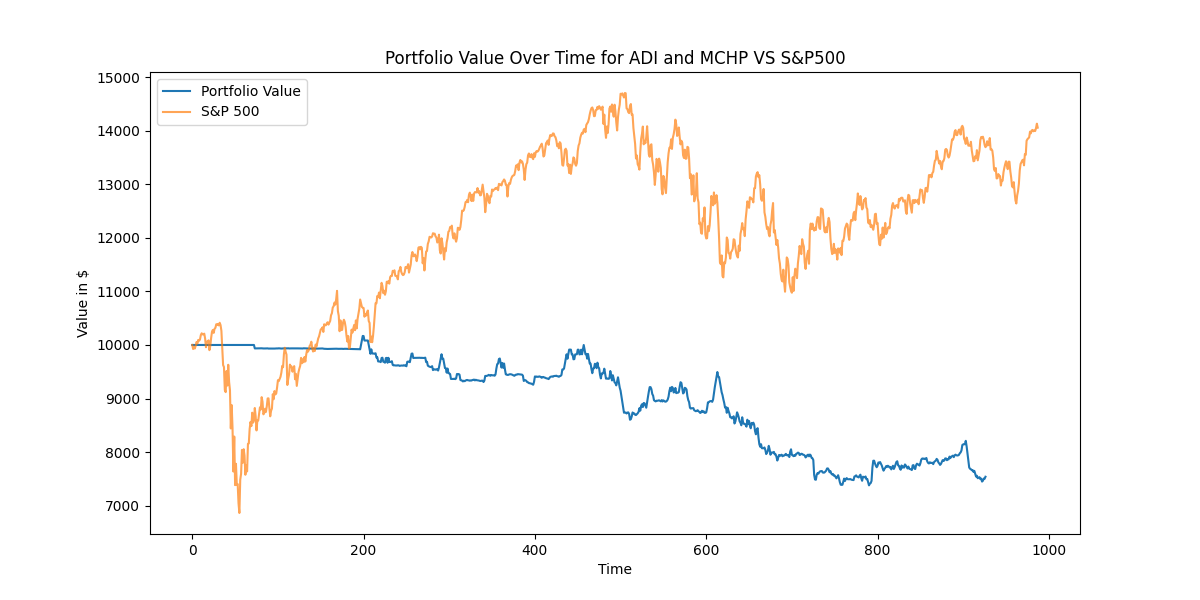 Portfolio Value Over Time for ADI and MCHP VS S&P500
Portfolio Value
S&P 500
Value in $
15000
14000
13000
12000
11000
10000
9000
8000
7000
0 200 400 600 800 1000
Time